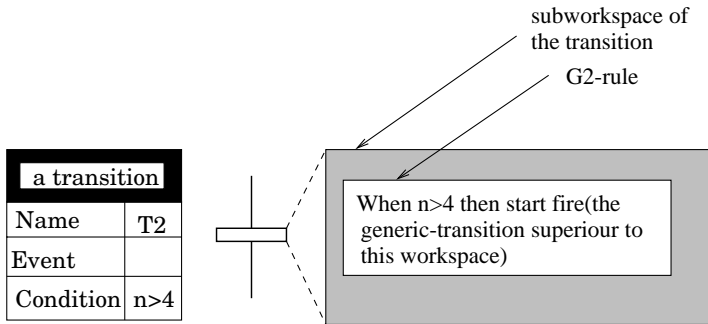 subworkspace of
the transition
G2-rule
a transition
Name T2
Event
Condition n>4
When n>4 then start fire(the
generic-transition superiour to
this workspace)